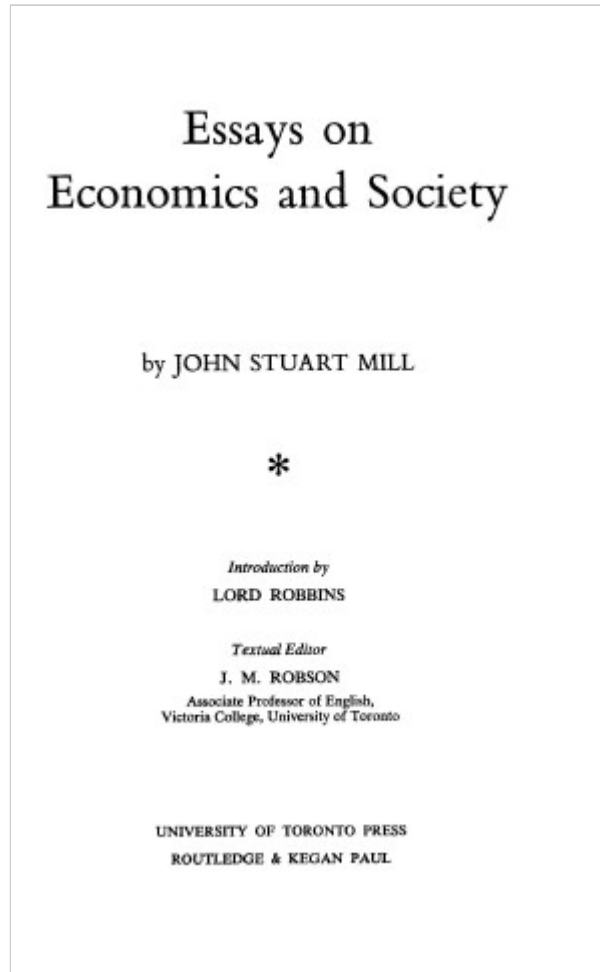 Essays on
Economics and Society
by JOHN STUART MILL
*
Introduction by
LORD ROBBINS
Textual Editor
J. M. ROBSON
Associate Professor of English,
Victoria College, University of Toronto
UNIVERSITY OF TORONTO PRESS
ROUTLEDGE & KEGAN PAUL